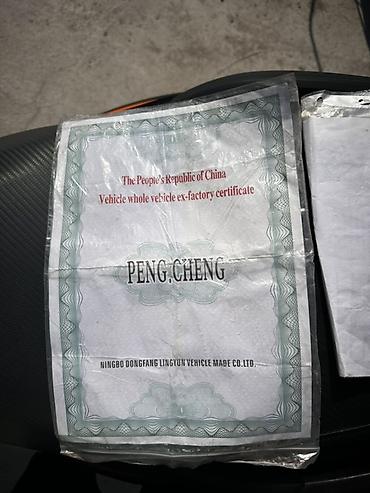 The People's Republic of China
Vehicle whole vehicle ex-factory certificate
PENG.CHENG
NINGBO DONGFANG LINGYUN VEHICLE MADE CO.LTD.